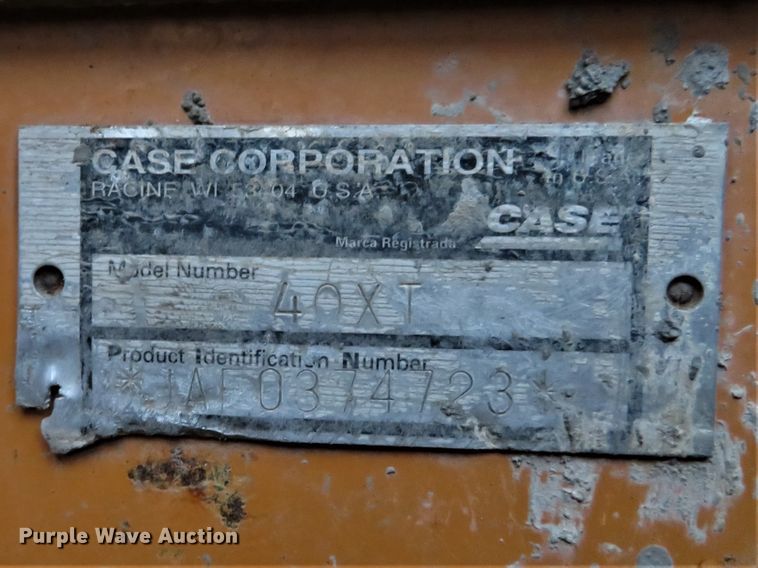 CASE CORPORATION
RACINE WI U.S.A.
CASE
Marca Registrada
Model Number
40XT
Product Identification Number
*JAF0374723*
Purple Wave Auction